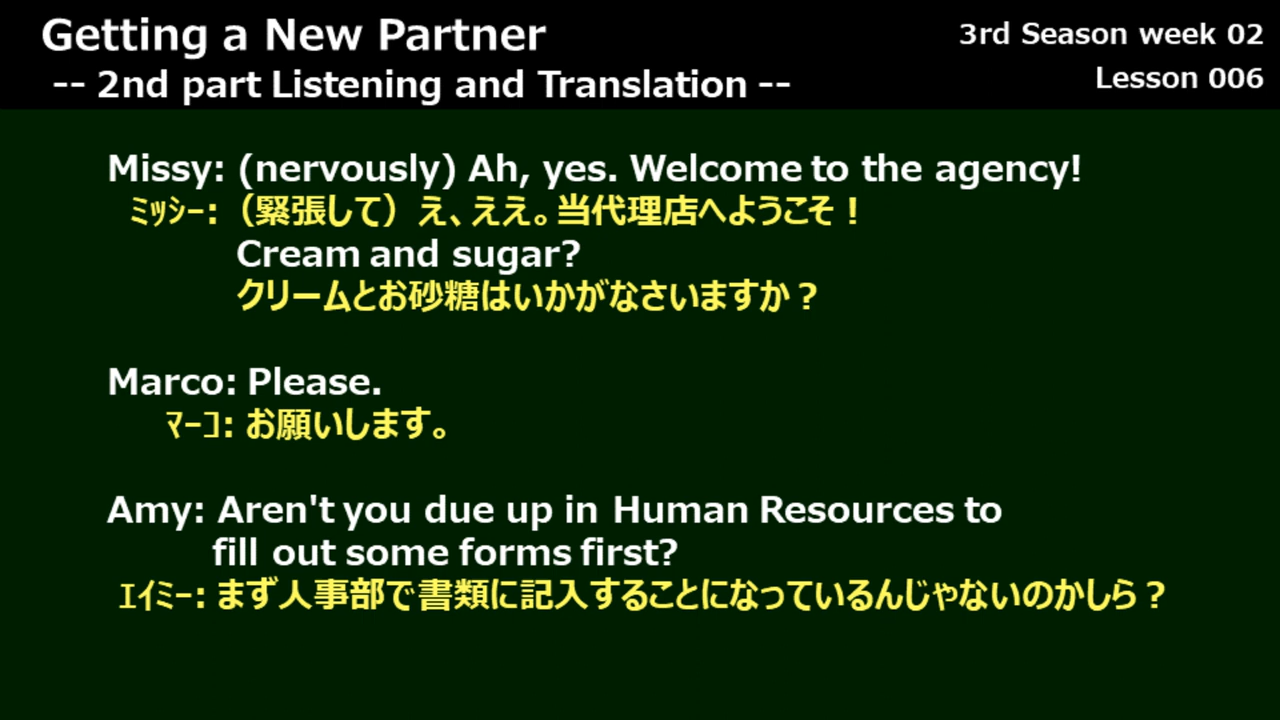 Getting a New Partner
3rd Season week 02
-- 2nd part Listening and Translation --
Lesson 006
Missy: (nervously) Ah, yes. Welcome to the agency!
ﾐｯｼｰ:（緊張して）え、ええ。当代理店へようこそ！
Cream and sugar?
クリームとお砂糖はいかがなさいますか？
Marco: Please.
ﾏｰｺ: お願いします。
Amy: Aren't you due up in Human Resources to
fill out some forms first?
ｴｲﾐｰ: まず人事部で書類に記入することになっているんじゃないのかしら？